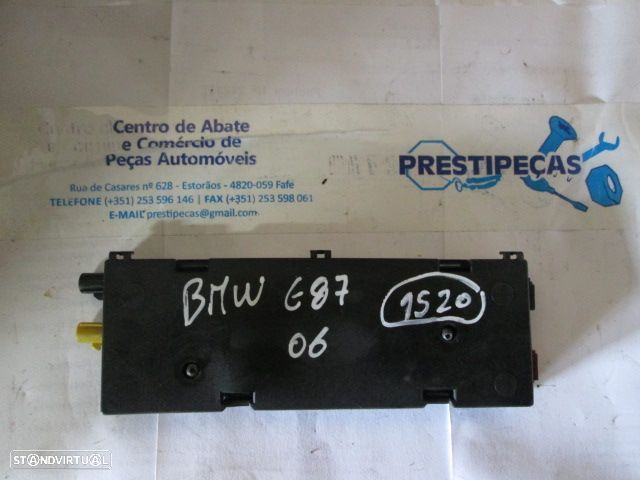 Centro de Abate
e Comércio de
Peças Automóveis
PRESTIPEÇAS
Rua de Casares nº 628 - Estorãos - 4820-059 Fafe
TELEFONE (+351) 253 596 146 | FAX (+351) 253 598 061
E-MAIL prestipecas@gmail.com
BMW E87
1520
06
STANDVIRTUAL